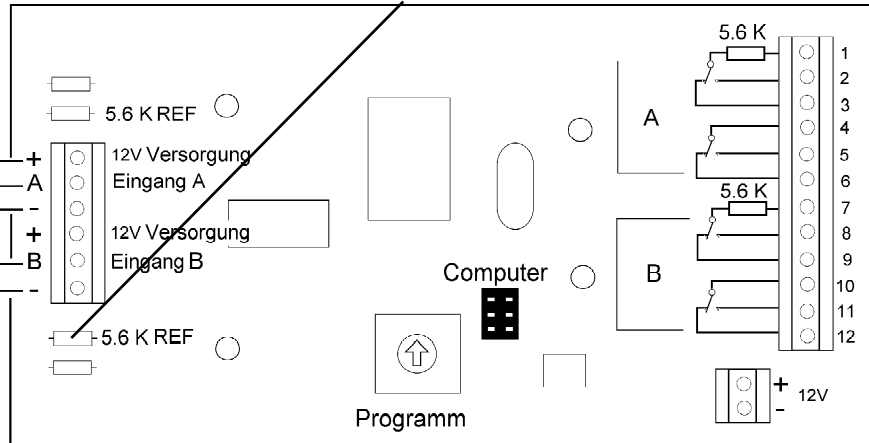 5.6 K REF
+ 12V Versorgung
A Eingang A
-
+ 12V Versorgung
B Eingang B
-
5.6 K REF
Computer
Programm
A
B
5.6 K
1
2
3
4
5
6
5.6 K
7
8
9
10
11
12
+ 12V
-